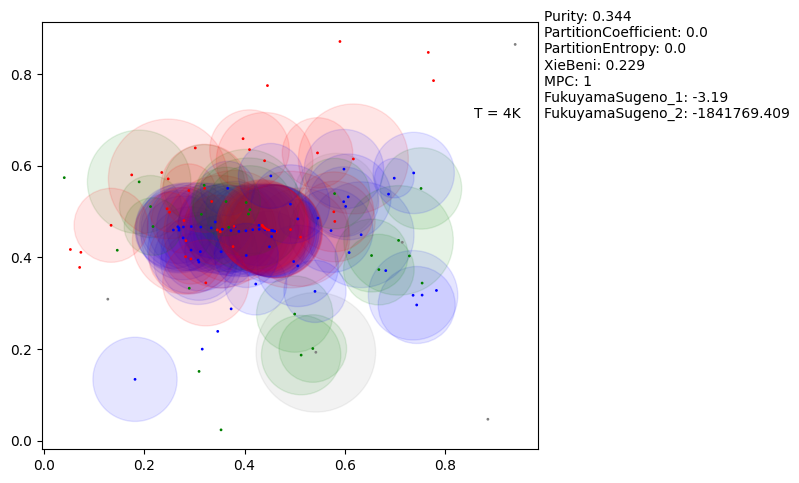 Purity: 0.344
PartitionCoefficient: 0.0
PartitionEntropy: 0.0
XieBeni: 0.229
MPC: 1
FukuyamaSugeno_1: -3.19
FukuyamaSugeno_2: -1841769.409
T = 4K
0.8
0.6
0.4
0.2
0.0
0.0 0.2 0.4 0.6 0.8